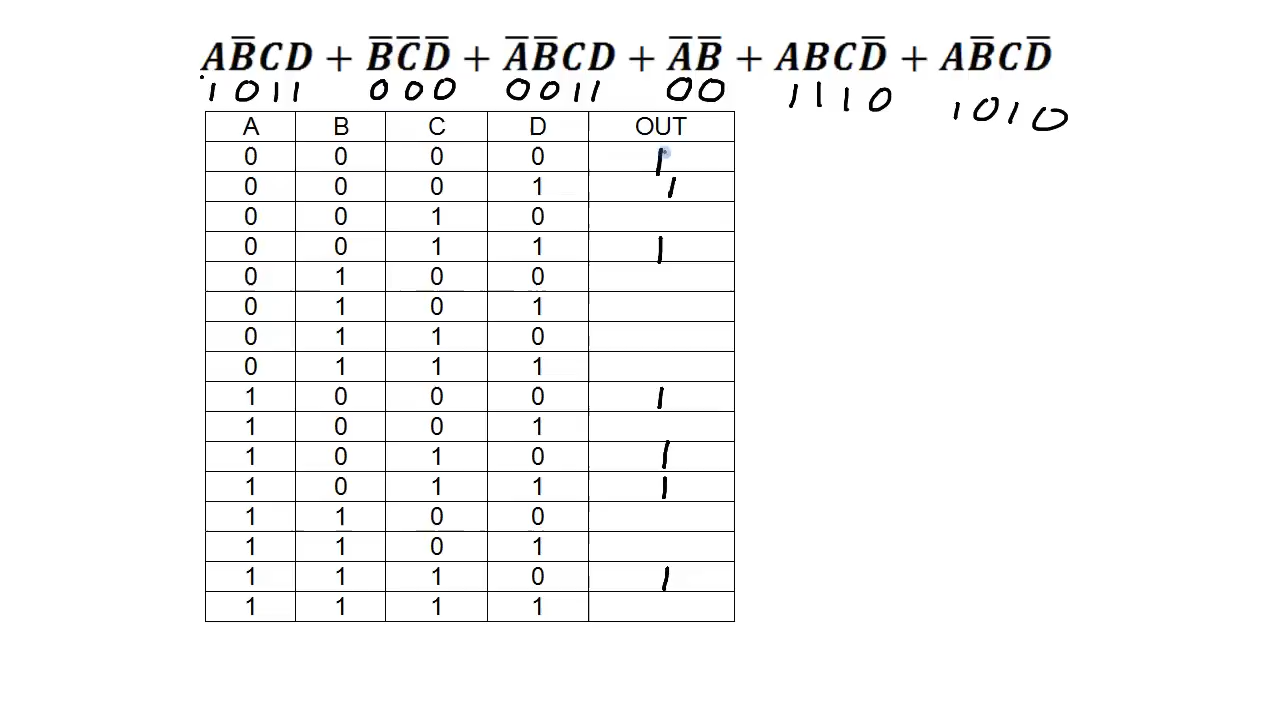 AB̅CD + B̅C̅D̅ + A̅B̅CD + A̅B̅ + ABCD̅ + AB̅CD̅
1011 000 0011 00 1110 1010
A B C D OUT
0 0 0 0 1
0 0 0 1 1
0 0 1 0
0 0 1 1 1
0 1 0 0
0 1 0 1
0 1 1 0
0 1 1 1
1 0 0 0 1
1 0 0 1
1 0 1 0 1
1 0 1 1 1
1 1 0 0
1 1 0 1
1 1 1 0 1
1 1 1 1